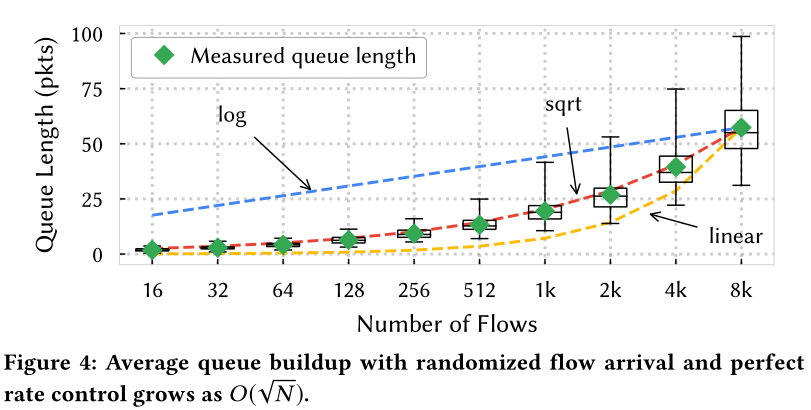 100
Measured queue length
75
log
sqrt
50
25
linear
0
Queue Length (pkts)
16 32 64 128 256 512 1k 2k 4k 8k
Number of Flows
Figure 4: Average queue buildup with randomized flow arrival and perfect
rate control grows as O(√N).